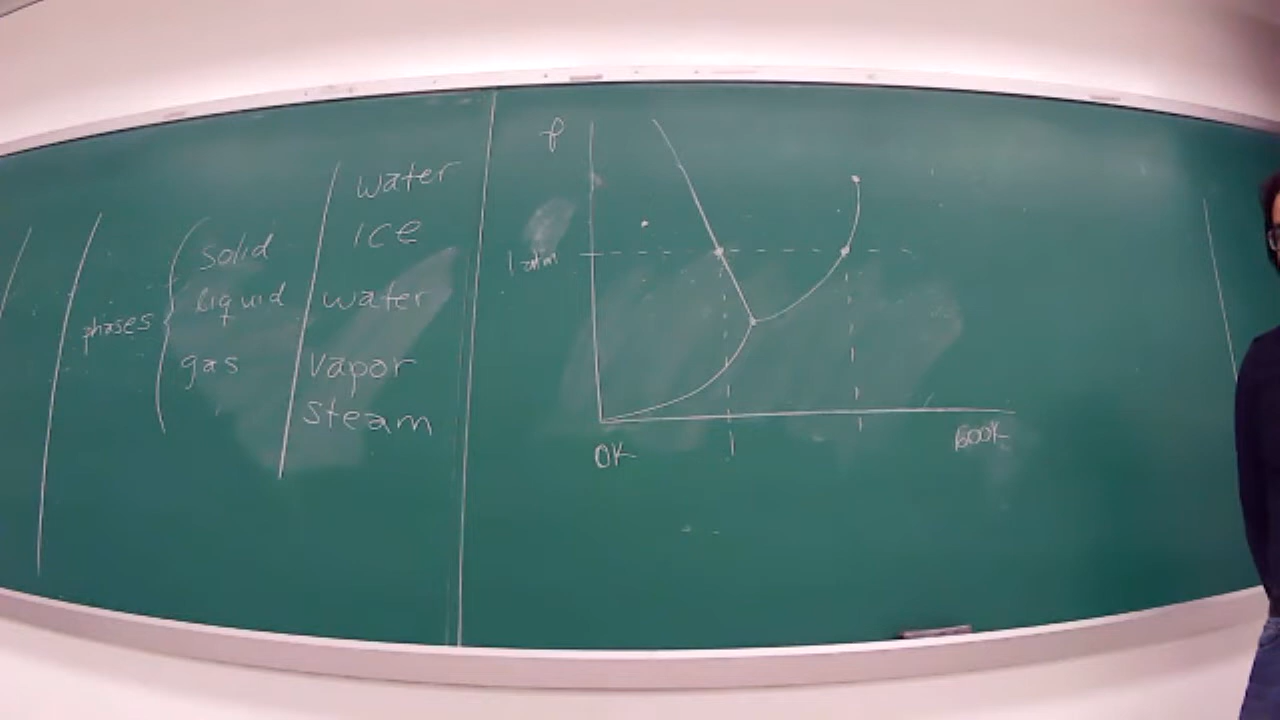 water
solid
ice
phases
liquid
water
gas
vapor
steam
P
1 atm
0K
600K